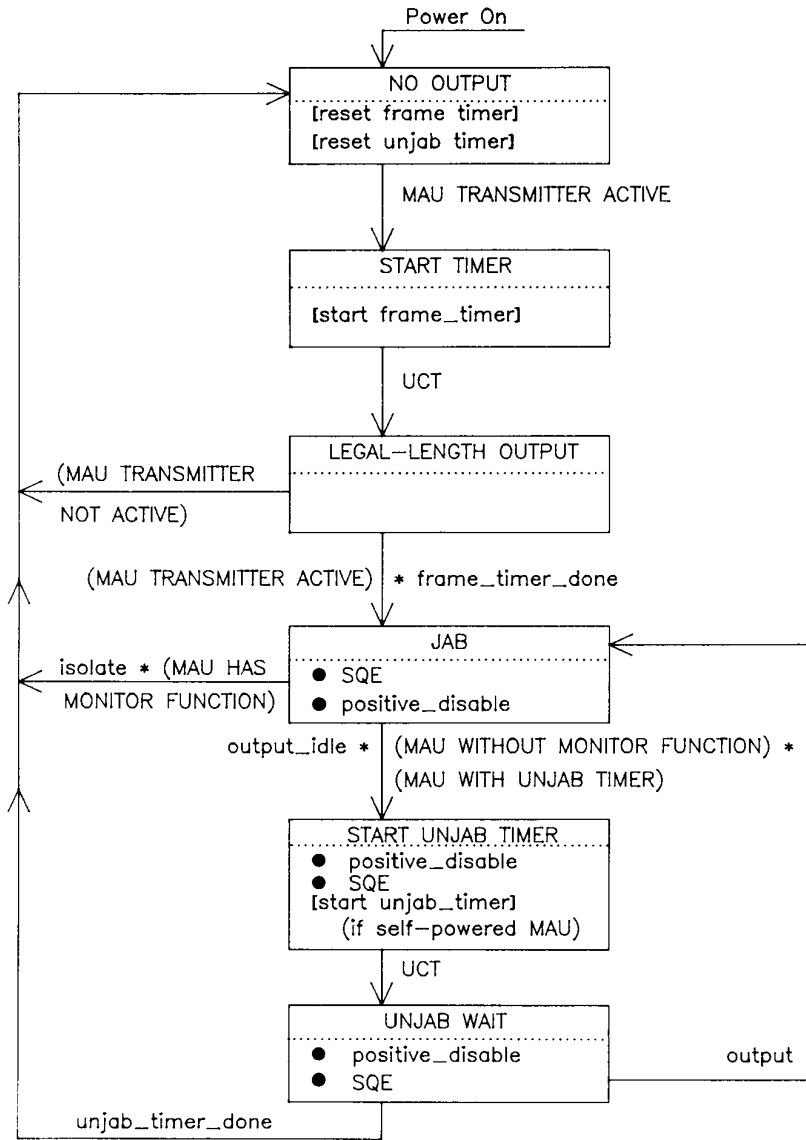 Power On
NO OUTPUT
[reset frame timer]
[reset unjab timer]
MAU TRANSMITTER ACTIVE
START TIMER
[start frame_timer]
UCT
LEGAL-LENGTH OUTPUT
(MAU TRANSMITTER
NOT ACTIVE)
(MAU TRANSMITTER ACTIVE) * frame_timer_done
JAB
● SQE
● positive_disable
isolate * (MAU HAS
MONITOR FUNCTION)
output_idle * (MAU WITHOUT MONITOR FUNCTION) *
(MAU WITH UNJAB TIMER)
START UNJAB TIMER
● positive_disable
● SQE
[start unjab_timer]
(if self-powered MAU)
UCT
UNJAB WAIT
● positive_disable
● SQE
output
unjab_timer_done